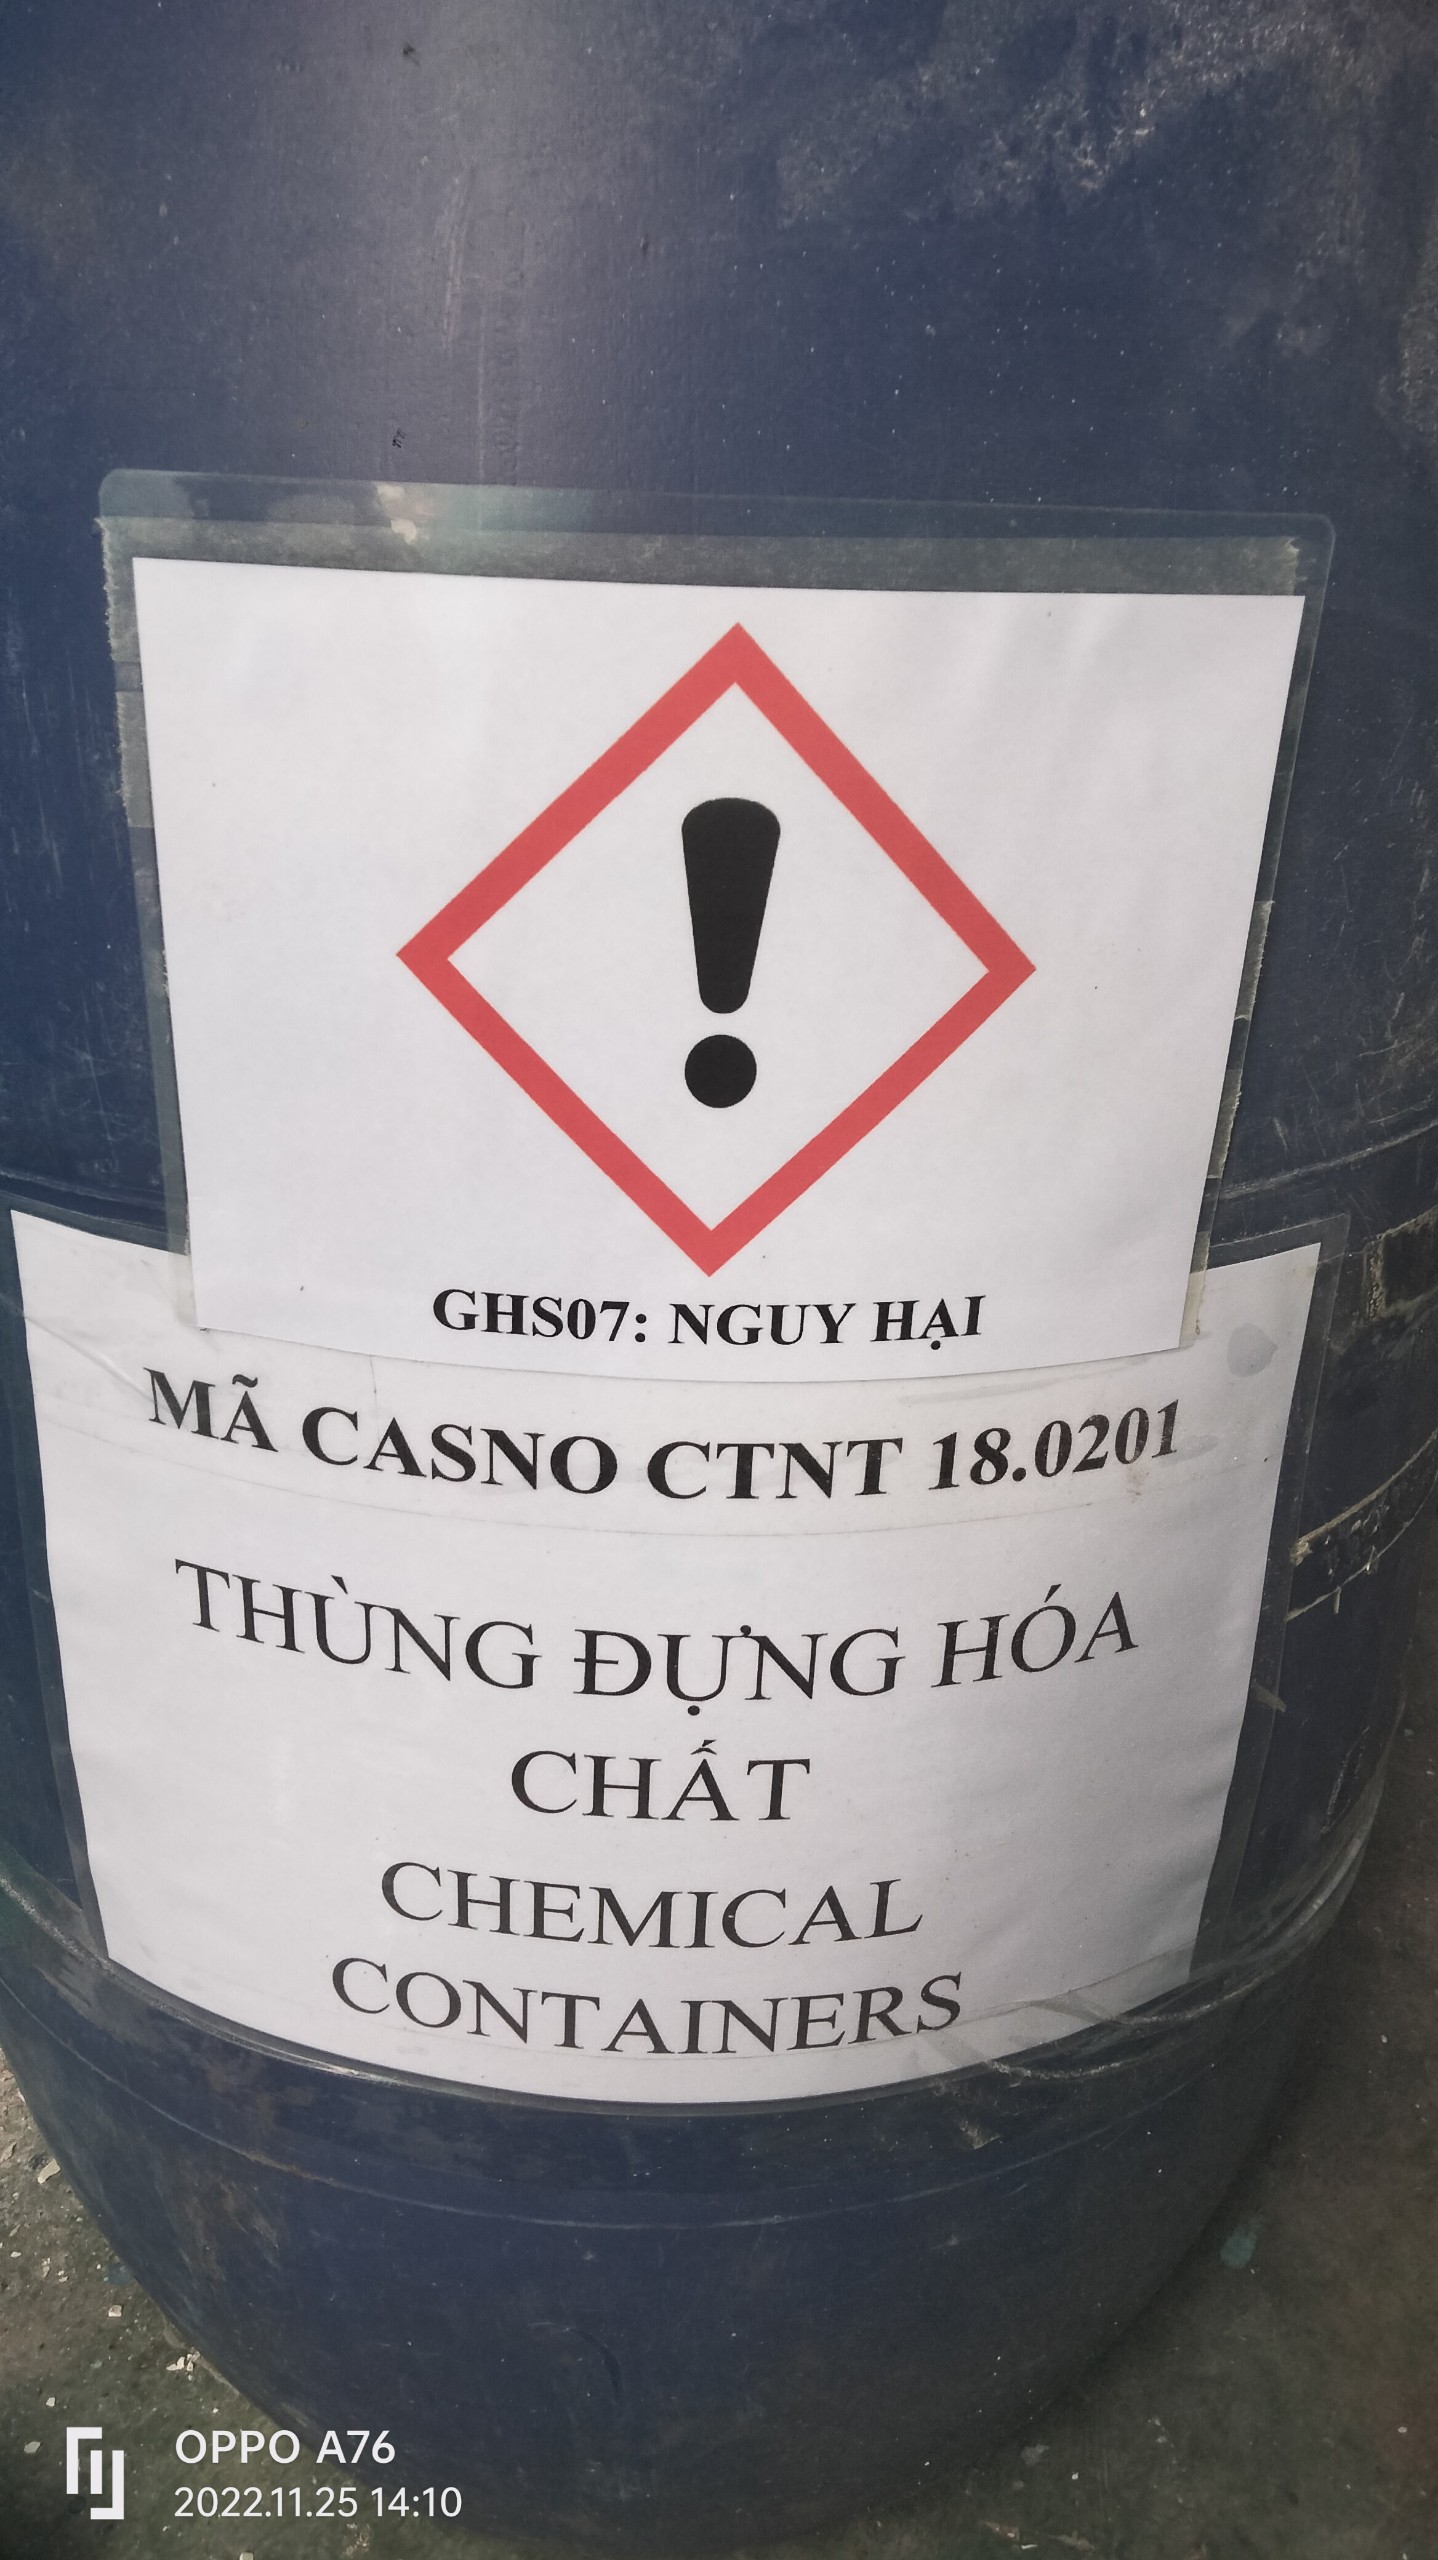 GHS07: NGUY HẠI
MÃ CASNO CTNT 18.0201
THÙNG ĐỰNG HÓA
CHẤT
CHEMICAL
CONTAINERS
OPPO A76
2022.11.25 14:10